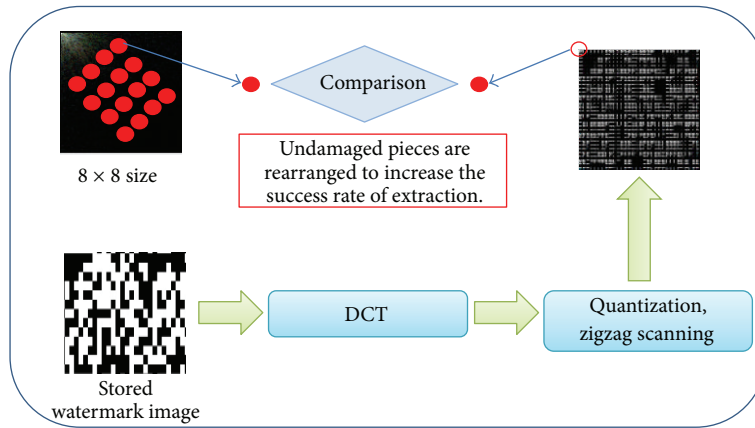 Comparison
8 × 8 size
Undamaged pieces are
rearranged to increase the
success rate of extraction.
DCT
Quantization,
zigzag scanning
Stored
watermark image